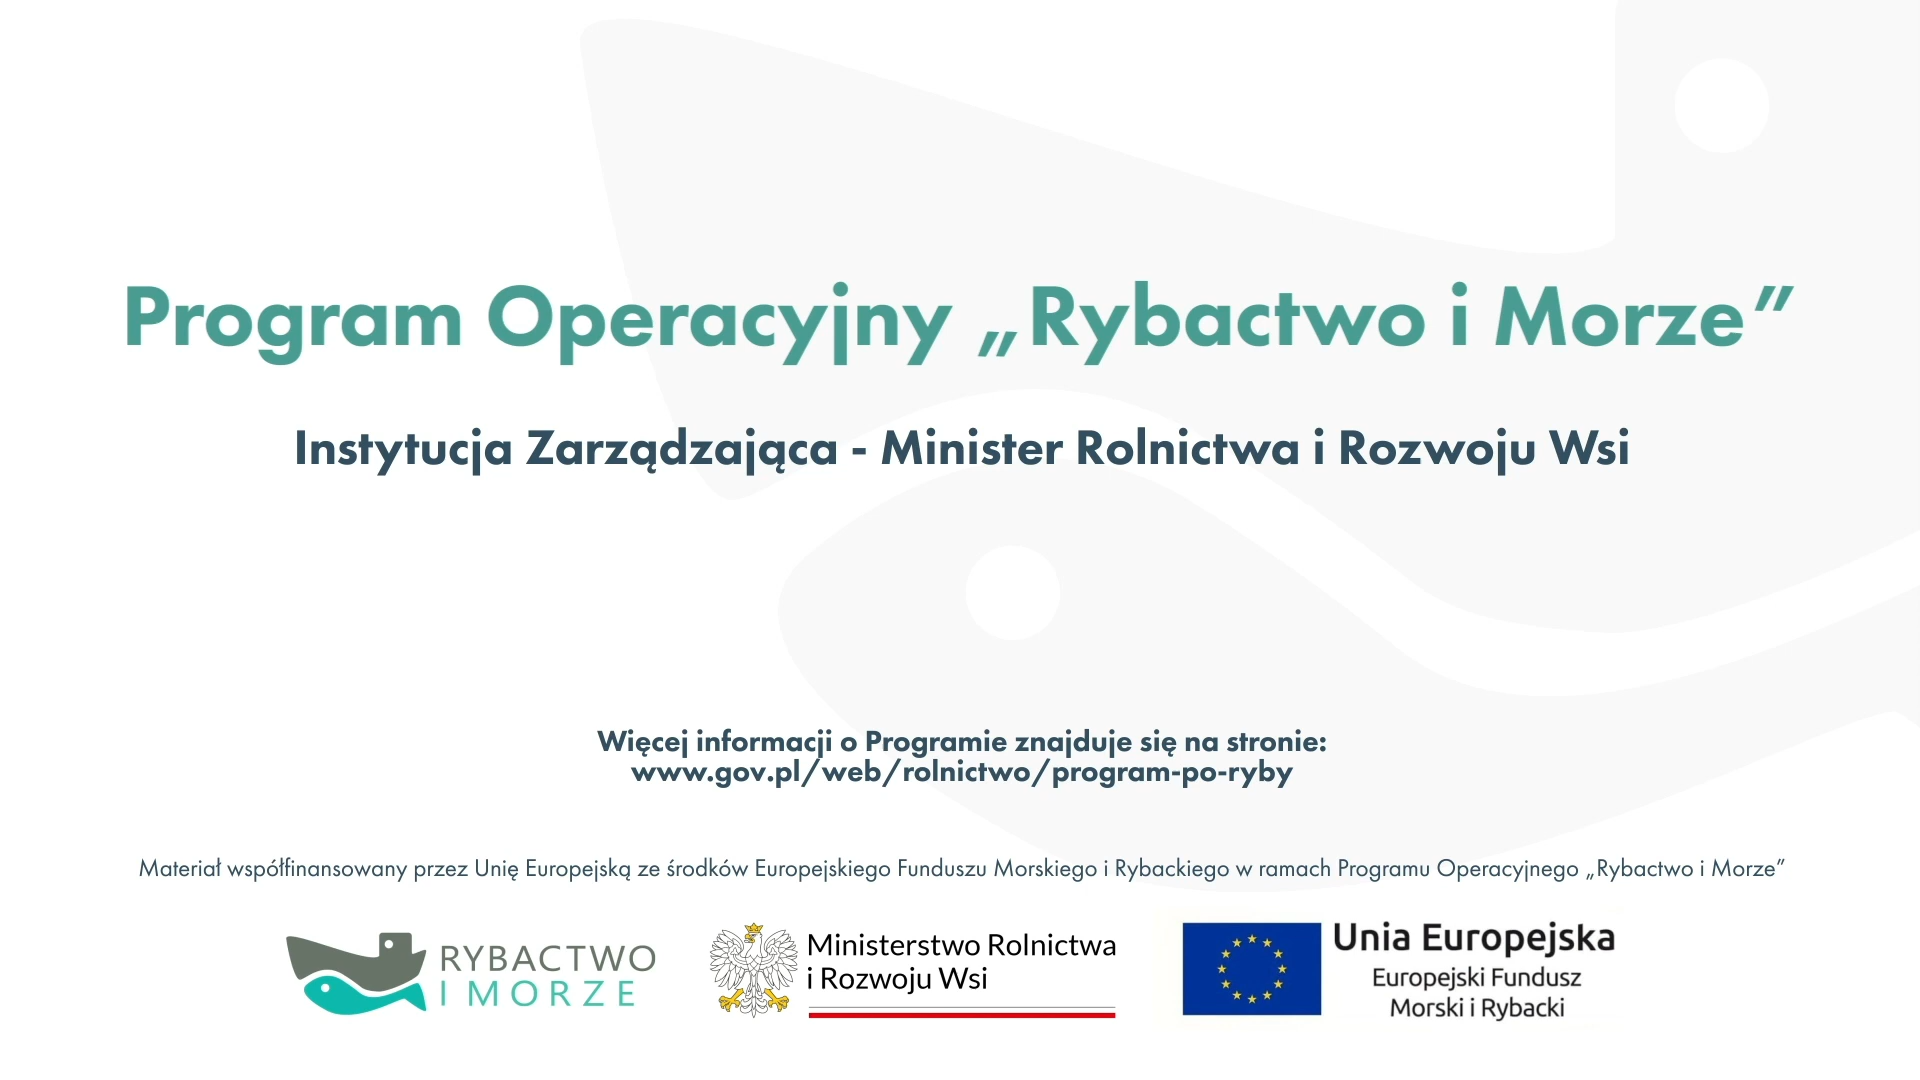 Program Operacyjny „Rybactwo i Morze”
Instytucja Zarządzająca - Minister Rolnictwa i Rozwoju Wsi
Więcej informacji o Programie znajduje się na stronie:
www.gov.pl/web/rolnictwo/program-po-ryby
Materiał współfinansowany przez Unię Europejską ze środków Europejskiego Funduszu Morskiego i Rybackiego w ramach Programu Operacyjnego „Rybactwo i Morze”
RYBACTWO
I MORZE
Ministerstwo Rolnictwa
i Rozwoju Wsi
Unia Europejska
Europejski Fundusz
Morski i Rybacki